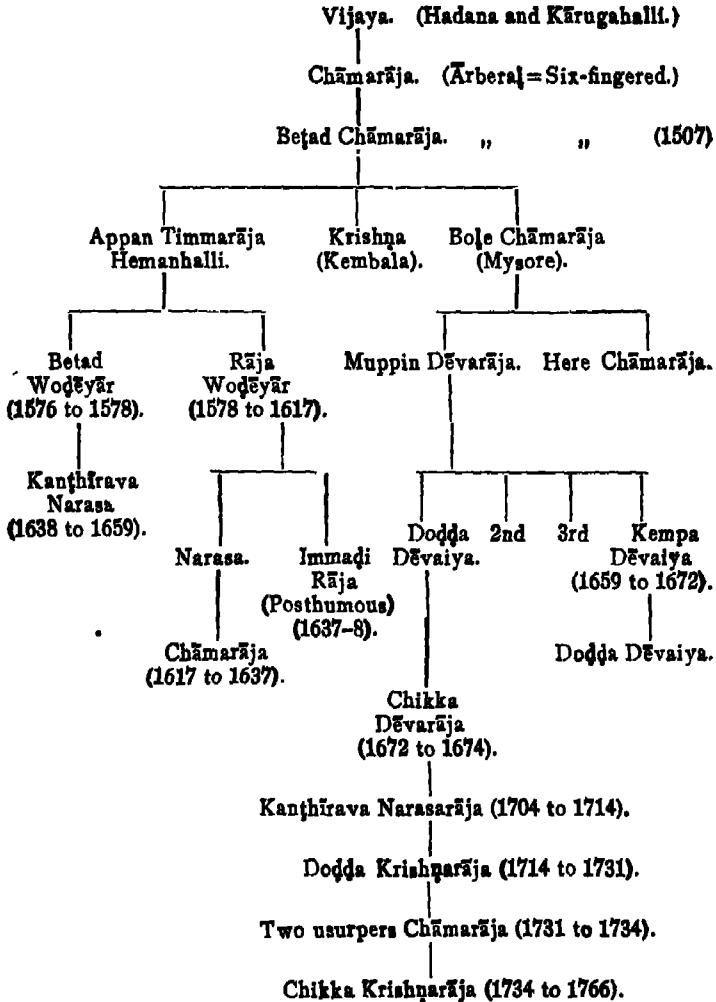 Vijaya. (Hadana and Kārugahalli.)
Chāmarāja. (Ārberaḷ=Six-fingered.)
Beṭad Chāmarāja. „ „ (1507)
Appan Timmarāja
Hemanhalli.
Krishṇa
(Kembala).
Boḷe Chāmarāja
(Mysore).
Betad
Woḍēyār
(1576 to 1578).
Rāja
Woḍēyār
(1578 to 1617).
Muppin Dēvarāja.
Here Chāmarāja.
Kanṭhīrava
Narasa
(1638 to 1659).
Narasa.
Immaḍi
Rāja
(Posthumous)
(1637-8).
Doḍḍa
Dēvaiya.
2nd
3rd
Kempa
Dēvaiya
(1659 to 1672).
Chāmarāja
(1617 to 1637).
Doḍḍa Dēvaiya.
Chikka
Dēvarāja
(1672 to 1674).
Kanṭhīrava Narasarāja (1704 to 1714).
Doḍḍa Krishṇarāja (1714 to 1731).
Two usurpers Chāmarāja (1731 to 1734).
Chikka Krishṇarāja (1734 to 1766).